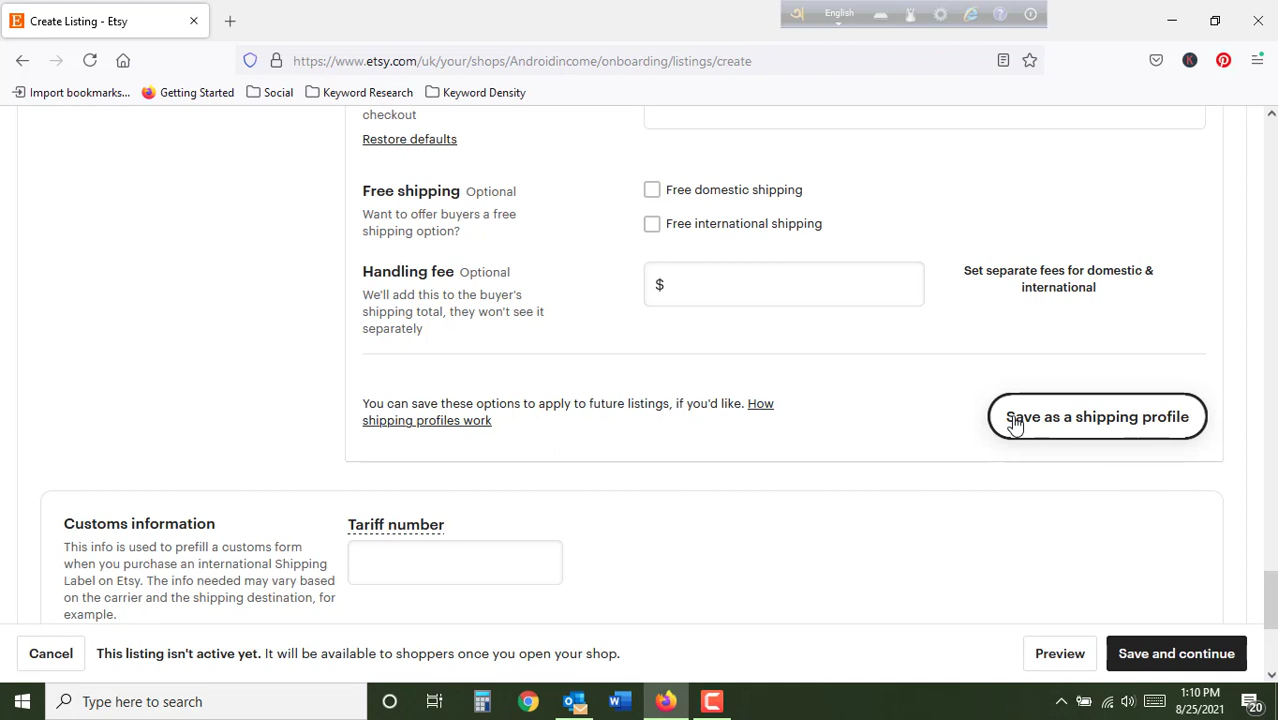 Create Listing - Etsy
English
https://www.etsy.com/uk/your/shops/Androidincome/onboarding/listings/create
Import bookmarks...
Getting Started
Social
Keyword Research
Keyword Density
checkout
Restore defaults
Free shipping Optional
Want to offer buyers a free
shipping option?
Free domestic shipping
Free international shipping
Handling fee Optional
We'll add this to the buyer's
shipping total, they won't see it
separately
$
Set separate fees for domestic &
international
You can save these options to apply to future listings, if you'd like. How
shipping profiles work
Save as a shipping profile
Customs information
This info is used to prefill a customs form
when you purchase an international Shipping
Label on Etsy. The info needed may vary based
on the carrier and the shipping destination, for
example.
Tariff number
Cancel
This listing isn't active yet. It will be available to shoppers once you open your shop.
Preview
Save and continue
Type here to search
1:10 PM
8/25/2021
20